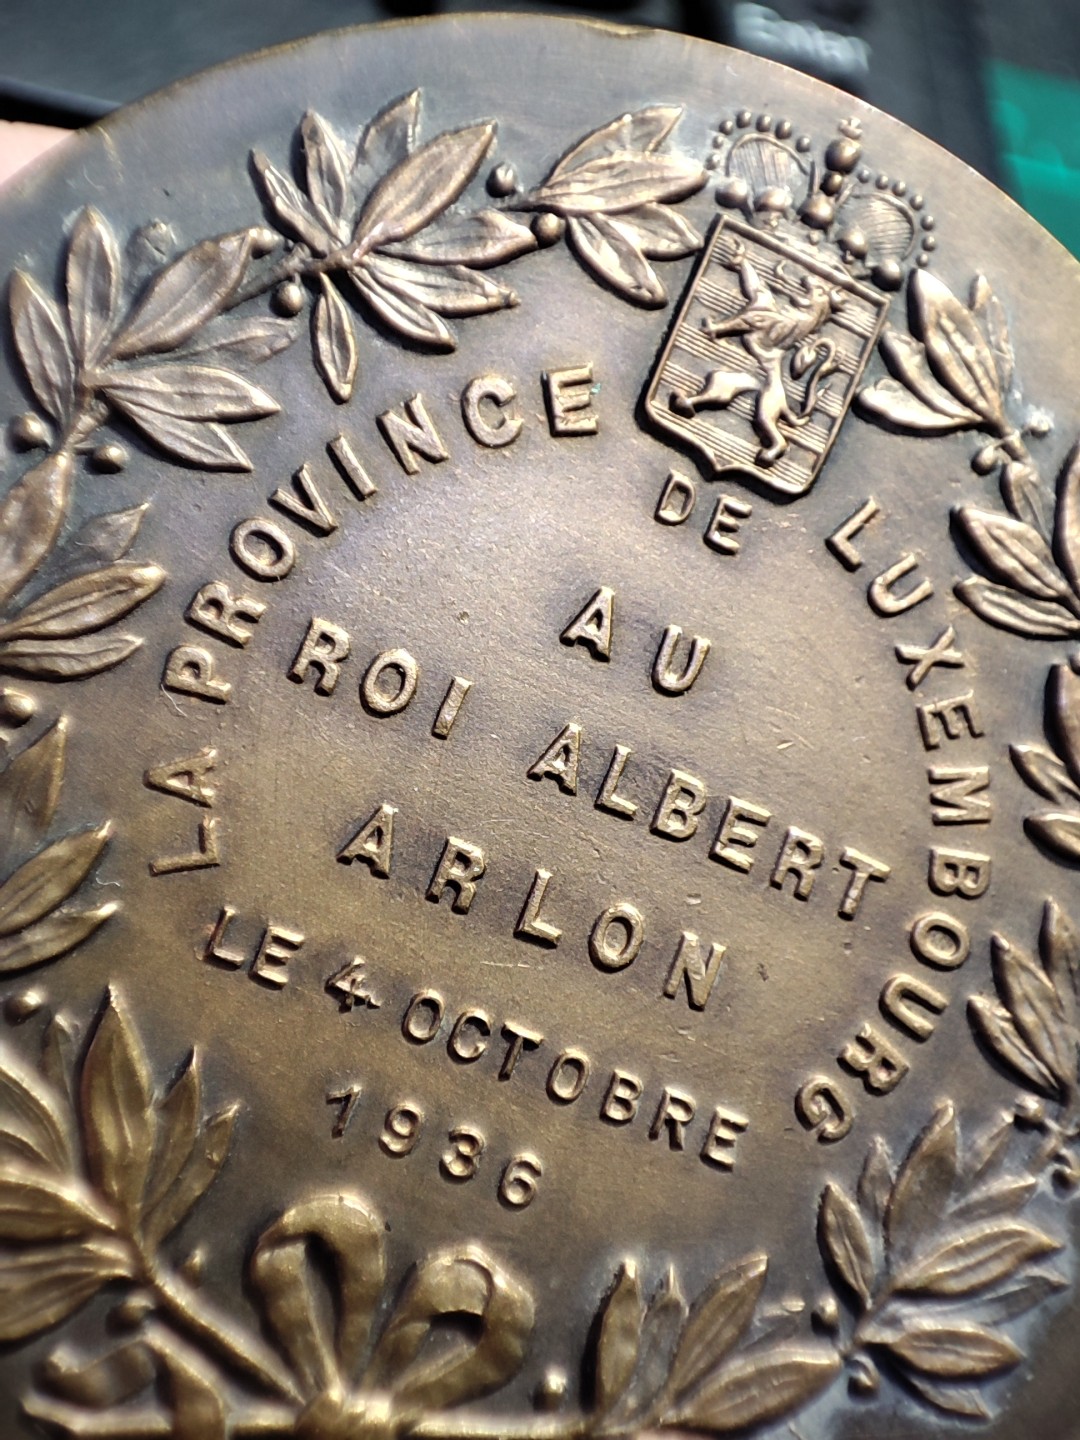 LA PROVINCE DE LUXEMBOURG
AU
ROI ALBERT
ARLON
LE 4. OCTOBRE
1936